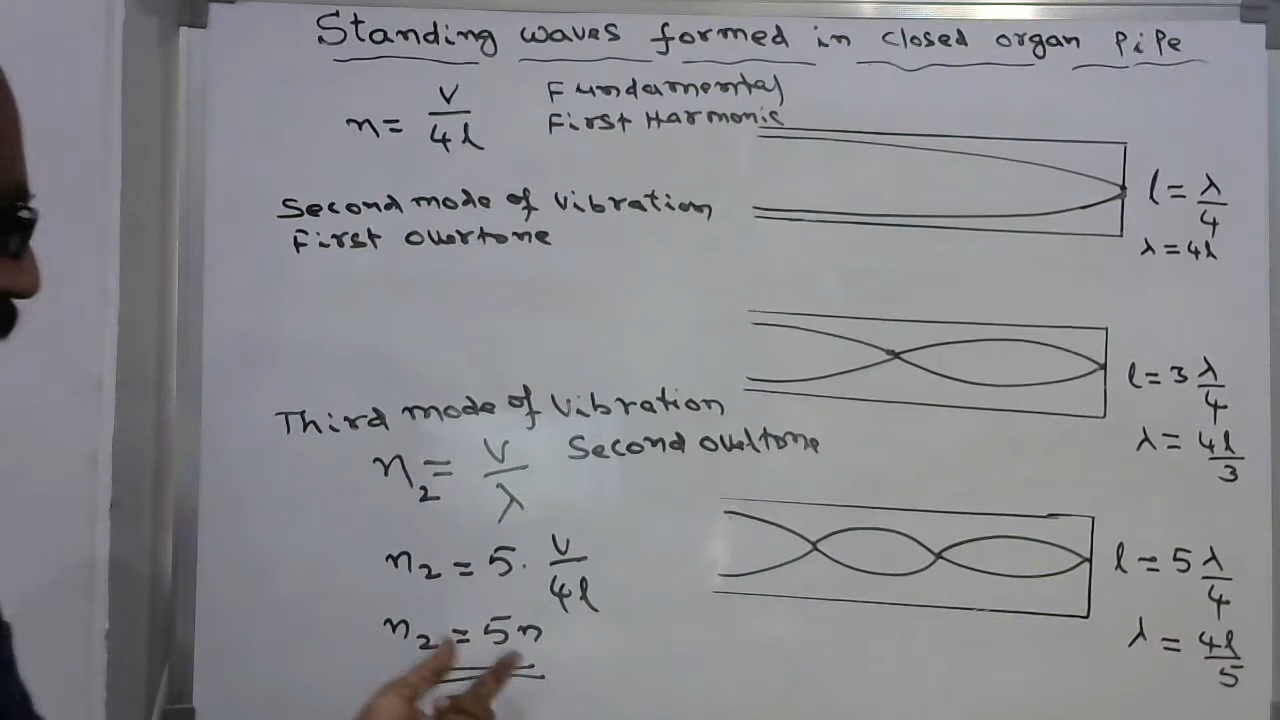 Standing waves formed in closed organ pipe
n = v/4l
Fundamental
First Harmonic
l = λ/4
λ = 4l
Second mode of vibration
First overtone
l = 3 λ/4
λ = 4l/3
Third mode of vibration
Second overtone
n₂ = v/λ
n₂ = 5. v/4l
n₂ = 5n
l = 5 λ/4
λ = 4l/5